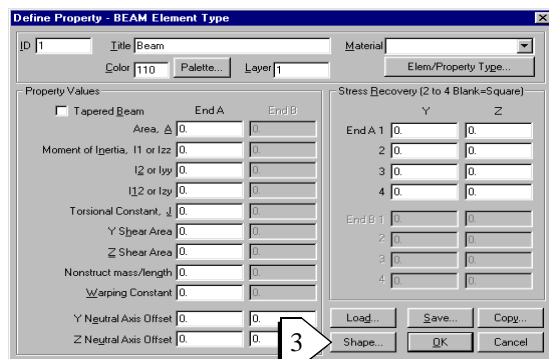 Define Property - BEAM Element Type
ID 1 Title Beam Material
Color 110 Palette... Layer 1 Elem/Property Type...
Property Values
Tapered Beam End A End B
Area, A 0. 0.
Moment of Inertia, I1 or Izz 0. 0.
I2 or Iyy 0. 0.
I12 or Izy 0. 0.
Torsional Constant, J 0. 0.
Y Shear Area 0. 0.
Z Shear Area 0. 0.
Nonstruct mass/length 0. 0.
Warping Constant 0. 0.
Y Neutral Axis Offset 0. 0.
Z Neutral Axis Offset 0. 0.
Stress Recovery (2 to 4 Blank=Square)
Y Z
End A 1 0. 0.
2 0. 0.
3 0. 0.
4 0. 0.
End B 1 0. 0.
2 0. 0.
3 0. 0.
4 0. 0.
Load... Save... Copy...
3 Shape... OK Cancel